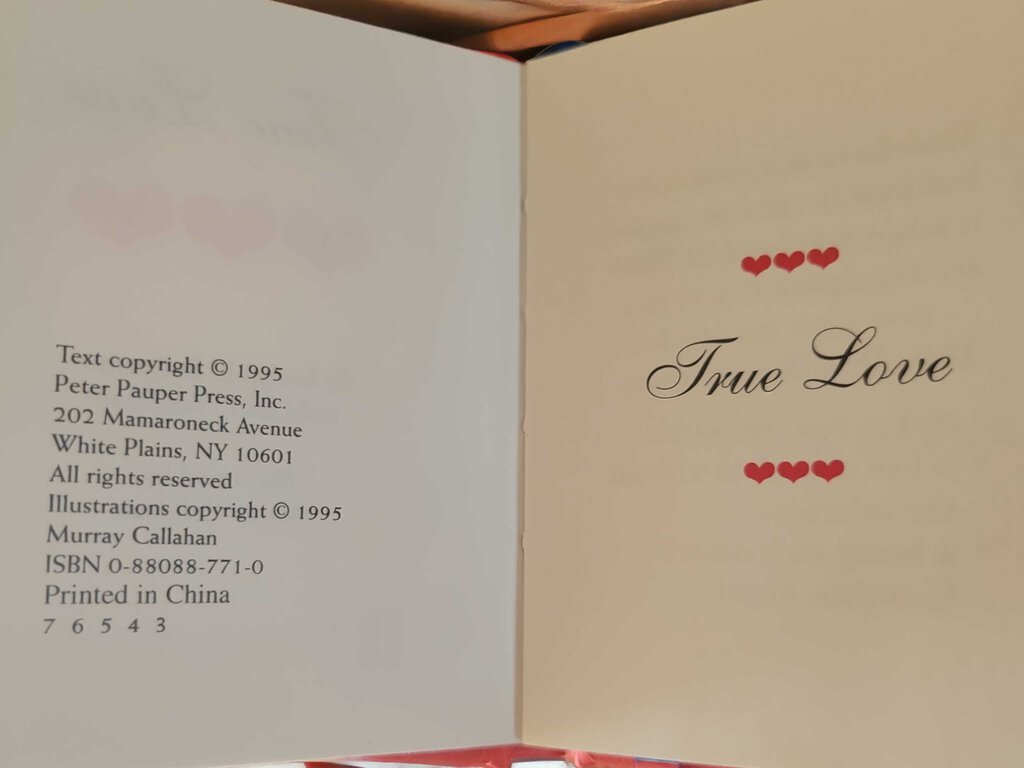 Text copyright © 1995
Peter Pauper Press, Inc.
202 Mamaroneck Avenue
White Plains, NY 10601
All rights reserved
Illustrations copyright © 1995
Murray Callahan
ISBN 0-88088-771-0
Printed in China
7 6 5 4 3
True Love